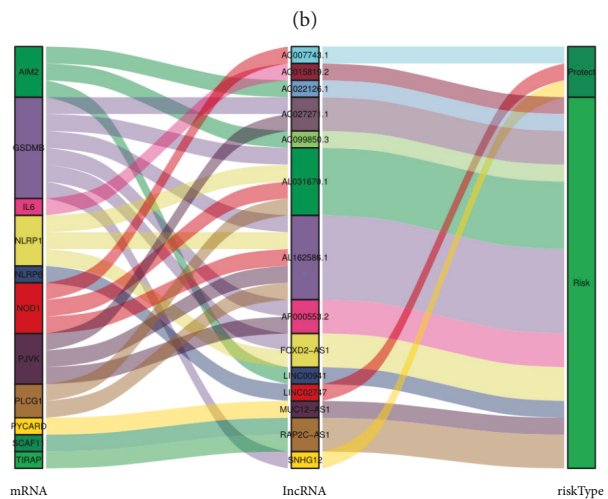 (b)
AIM2
GSDMB
IL6
NLRP1
NLRP6
NOD1
PJVK
PLCG1
PYCARD
SCAF1
TIRAP
AC007743.1
AC015819.2
AC022126.1
AC027271.1
AC099850.3
AL031670.1
AL162586.1
AP000553.2
FOXD2-AS1
LINC00941
LINC02747
MUC12-AS1
RAP2C-AS1
SNHG12
Protect
Risk
mRNA
IncRNA
riskType